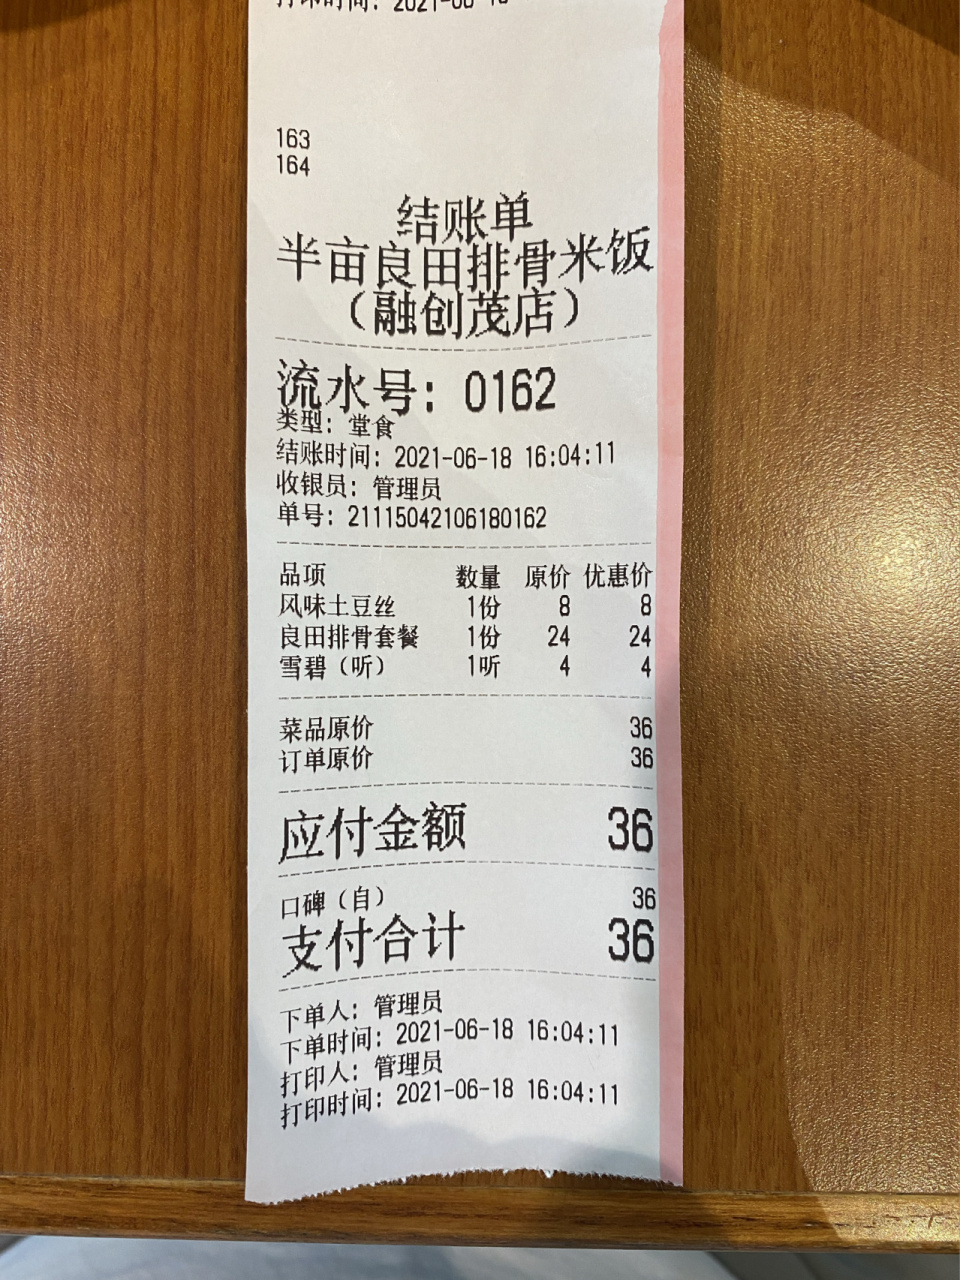 打印时间: 2021-06-18
163
164
结账单
半亩良田排骨米饭
（融创茂店）
流水号: 0162
类型: 堂食
结账时间: 2021-06-18 16:04:11
收银员: 管理员
单号: 21115042106180162
品项 数量 原价 优惠价
风味土豆丝 1份 8 8
良田排骨套餐 1份 24 24
雪碧（听） 1听 4 4
菜品原价 36
订单原价 36
应付金额 36
口碑（自） 36
支付合计 36
下单人: 管理员
下单时间: 2021-06-18 16:04:11
打印人: 管理员
打印时间: 2021-06-18 16:04:11